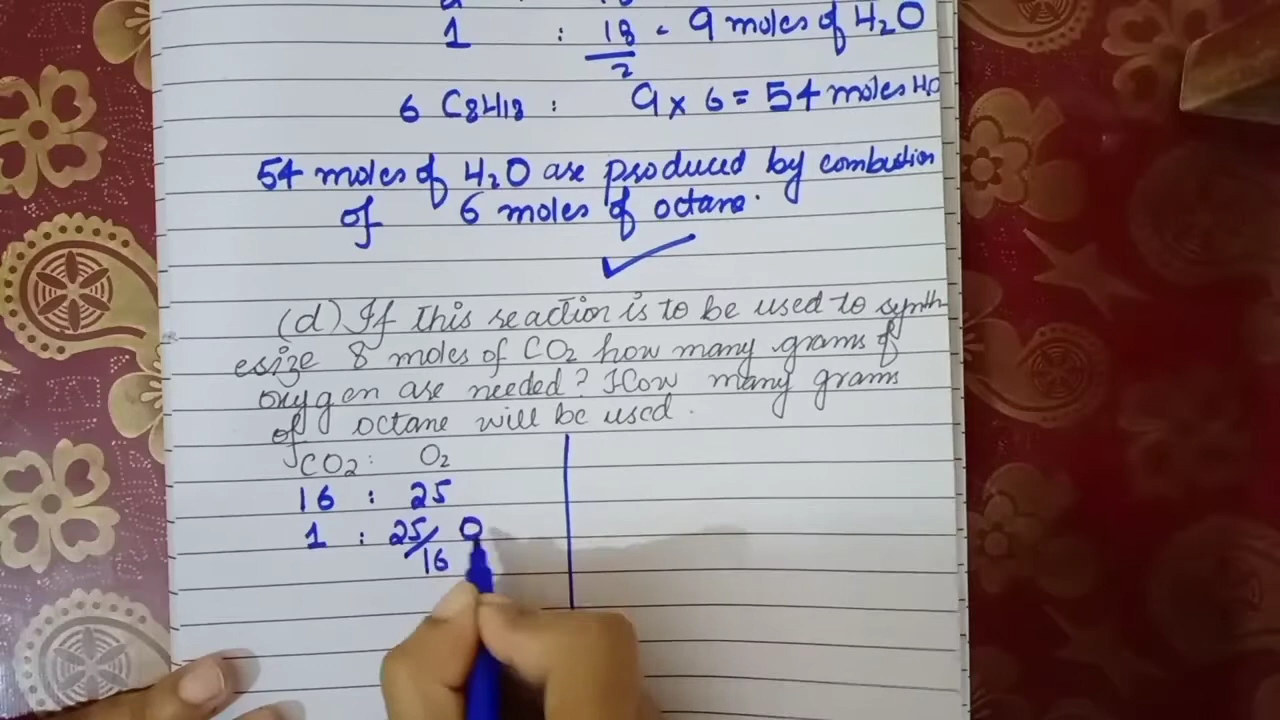 1 : 18/2 = 9 moles of H2O
6 C8H18 : 9 x 6 = 54 moles H2O
54 moles of H2O are produced by combustion
of 6 moles of octane.
(d) If this reaction is to be used to synth
esize 8 moles of CO2 how many grams of
oxygen are needed? How many grams
of octane will be used.
CO2 : O2
16 : 25
1 : 25/16 O